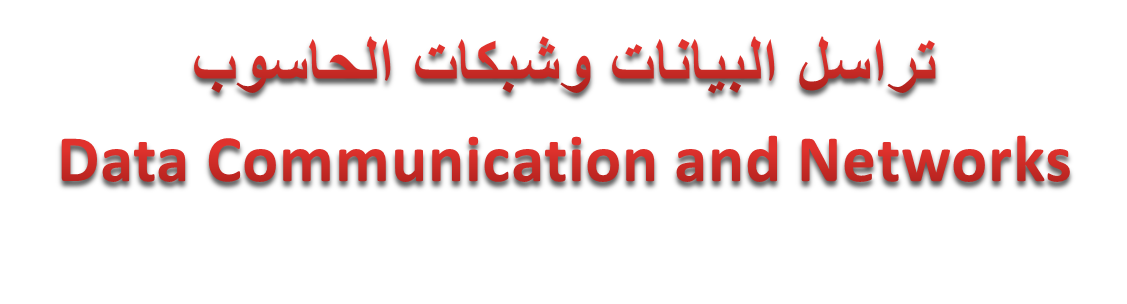 تراسل البيانات وشبكات الحاسوب
Data Communication and Networks